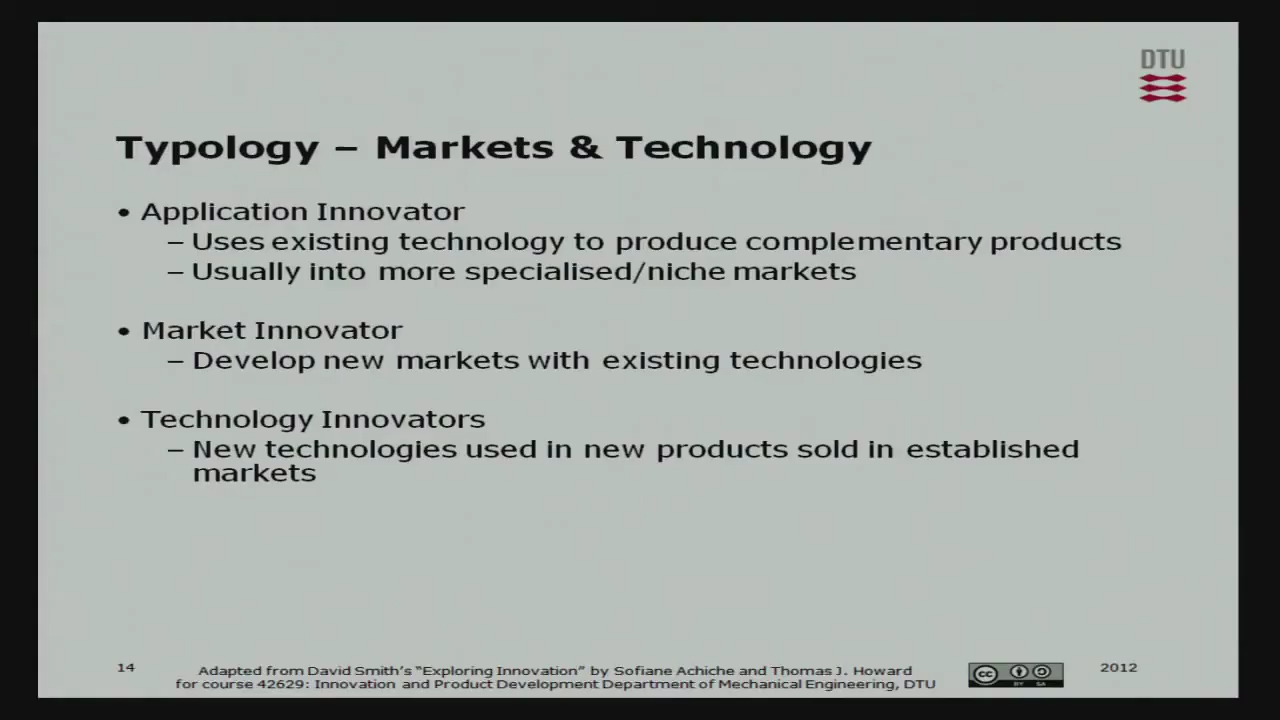 DTU
Typology – Markets & Technology
• Application Innovator
– Uses existing technology to produce complementary products
– Usually into more specialised/niche markets
• Market Innovator
– Develop new markets with existing technologies
• Technology Innovators
– New technologies used in new products sold in established
markets
14
Adapted from David Smith's "Exploring Innovation" by Sofiane Achiche and Thomas J. Howard
for course 42629: Innovation and Product Development Department of Mechanical Engineering, DTU
cc BY SA
2012